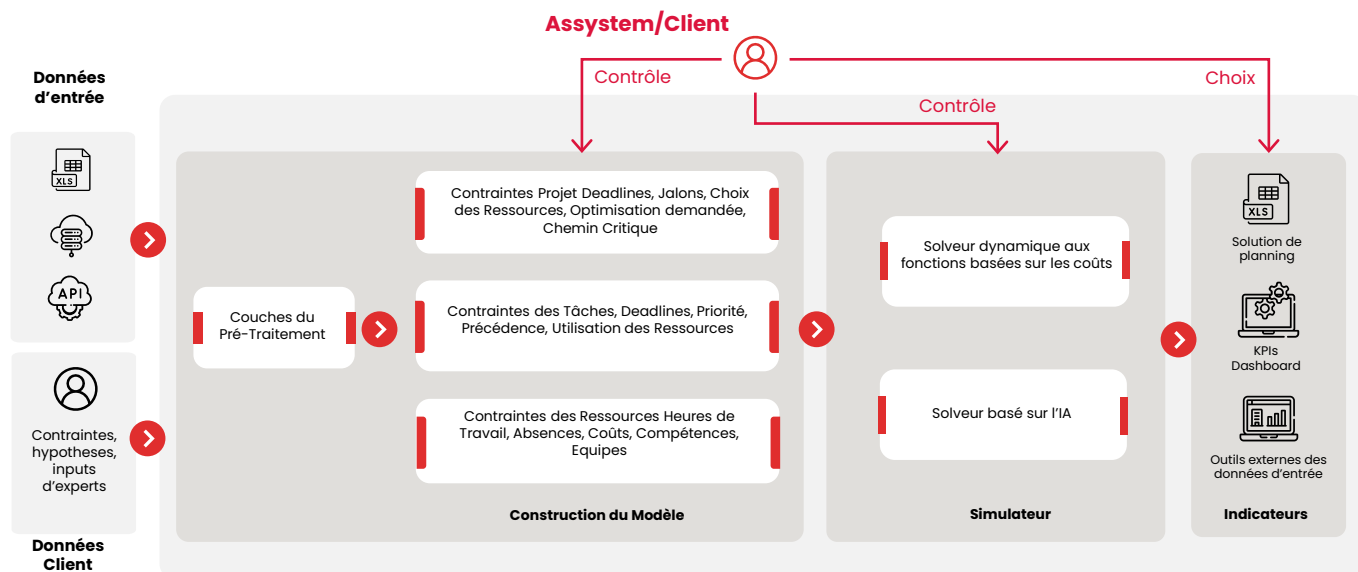 Assystem/Client
Contrôle
Contrôle
Choix
Données
d'entrée
XLS
API
Contraintes,
hypotheses,
inputs
d'experts
Données
Client
Couches du
Pré-Traitement
Contraintes Projet Deadlines, Jalons, Choix
des Ressources, Optimisation demandée,
Chemin Critique
Contraintes des Tâches, Deadlines, Priorité,
Précédence, Utilisation des Ressources
Contraintes des Ressources Heures de
Travail, Absences, Coûts, Compétences,
Equipes
Construction du Modèle
Solveur dynamique aux
fonctions basées sur les coûts
Solveur basé sur l'IA
Simulateur
XLS
Solution de
planning
KPIs
Dashboard
Outils externes des
données d'entrée
Indicateurs